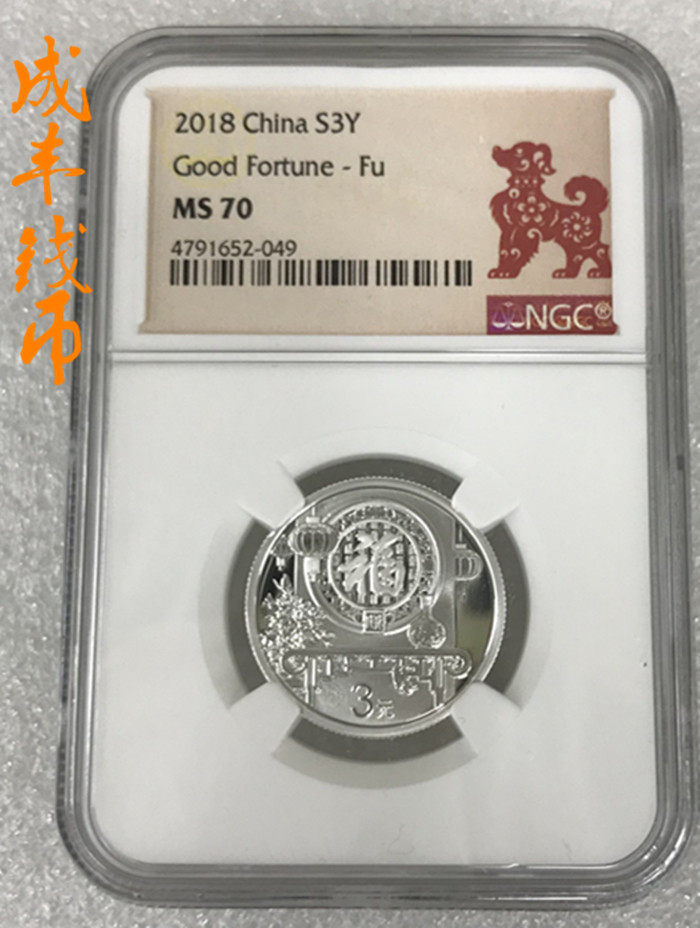 成丰钱币
2018 China S3Y
Good Fortune - Fu
MS 70
4791652-049
NGC®
福
3元